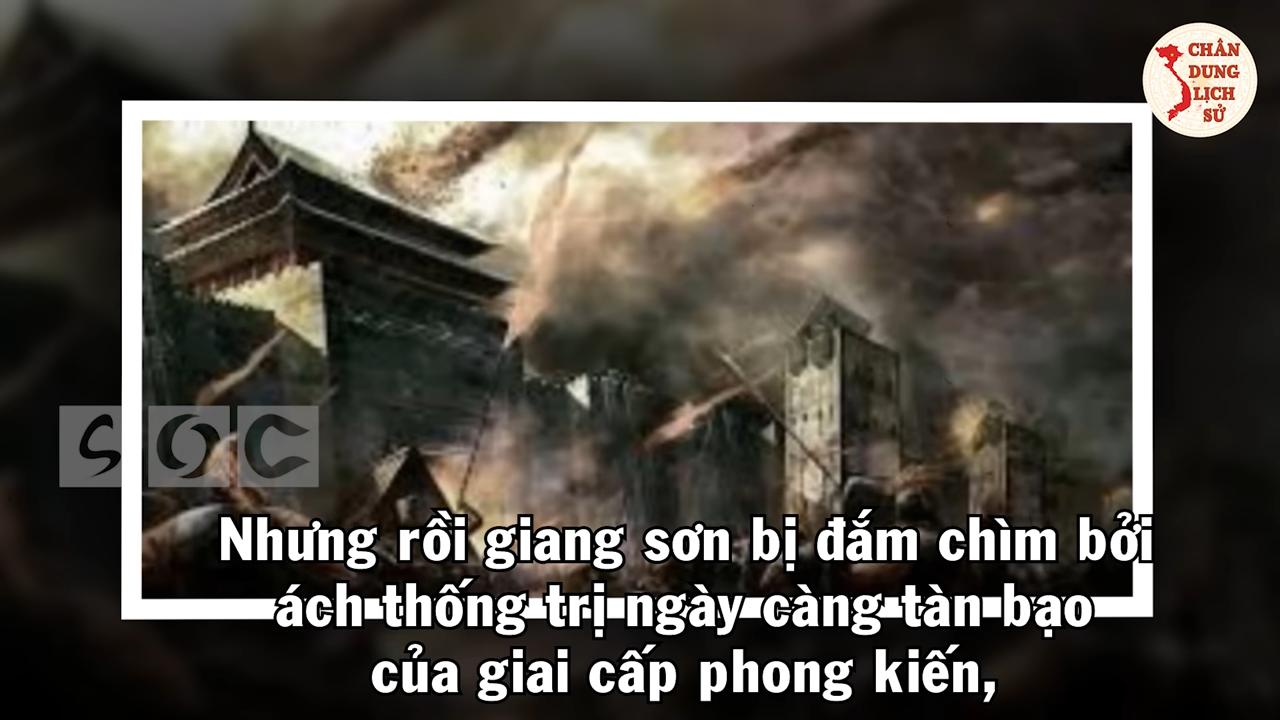 CHÂN
DUNG
LỊCH
SỬ
SOC
Nhưng rồi giang sơn bị đắm chìm bởi
ách thống trị ngày càng tàn bạo
của giai cấp phong kiến,